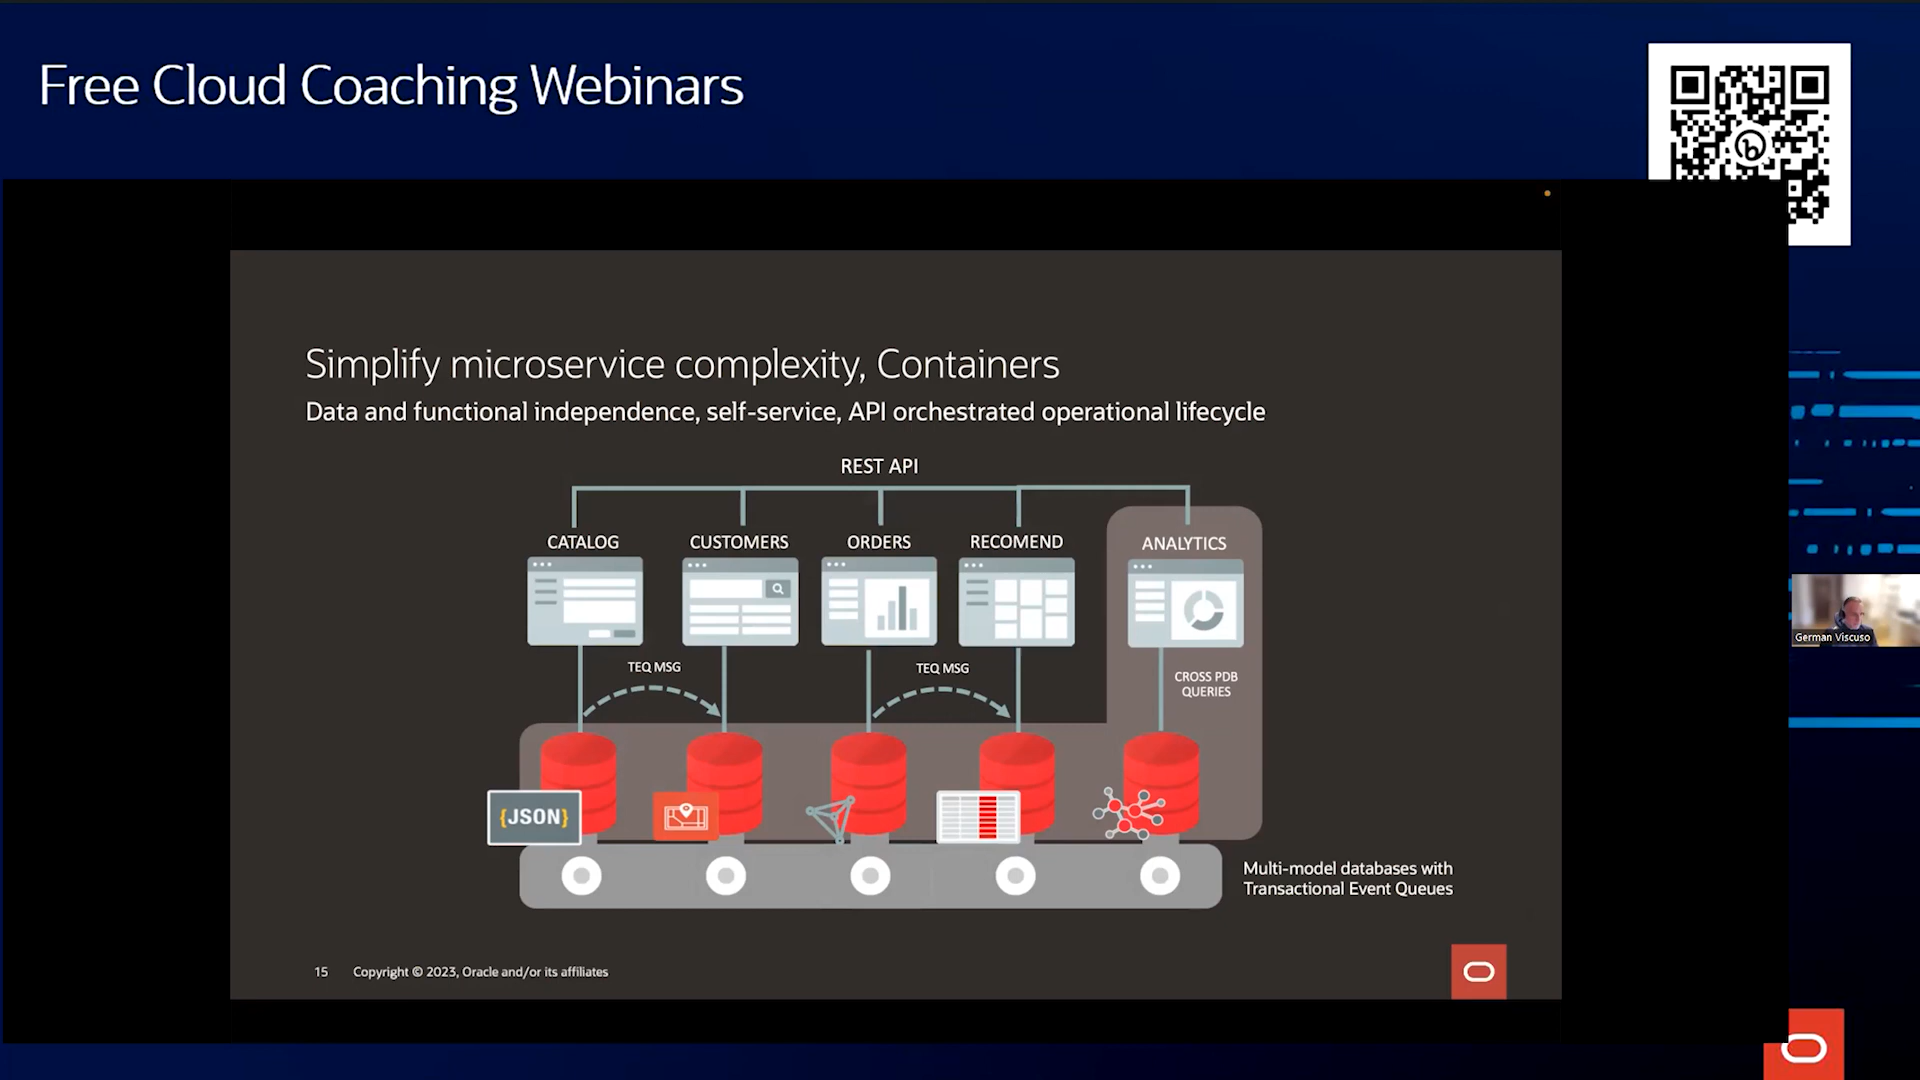 Free Cloud Coaching Webinars
b
Simplify microservice complexity, Containers
Data and functional independence, self-service, API orchestrated operational lifecycle
REST API
CATALOG
CUSTOMERS
ORDERS
RECOMEND
ANALYTICS
TEQ MSG
TEQ MSG
CROSS PDB
QUERIES
{JSON}
Multi-model databases with
Transactional Event Queues
15 Copyright © 2023, Oracle and/or its affiliates
German Viscuso